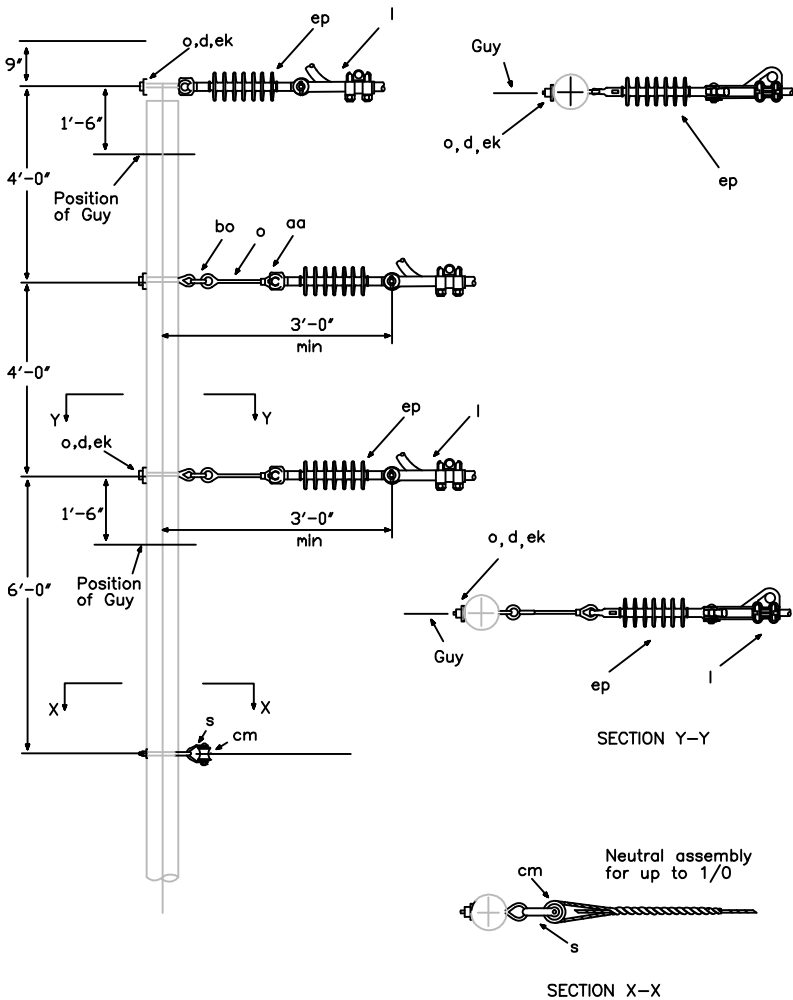 9"
o,d,ek
ep
l
Guy
1'-6"
o,d,ek
4'-0"
Position
of Guy
ep
bo
o
aa
3'-0"
min
4'-0"
Y
Y
ep
l
o,d,ek
1'-6"
3'-0"
min
o,d,ek
Position
of Guy
6'-0"
Guy
ep
l
X
X
s
cm
SECTION Y-Y
Neutral assembly
for up to 1/0
cm
s
SECTION X-X